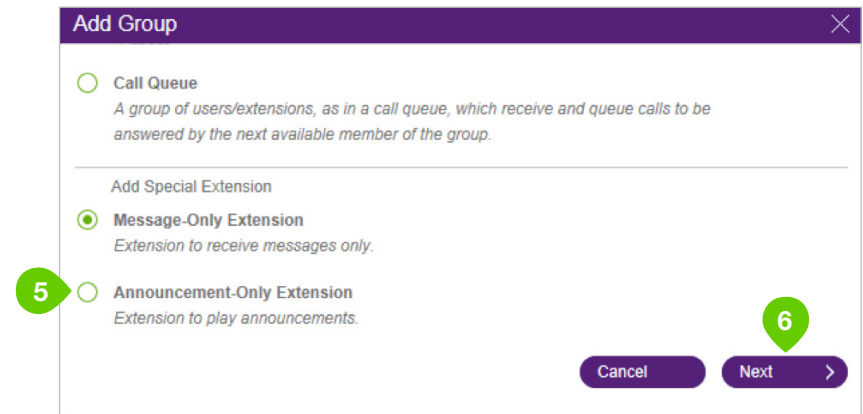 Add Group
Call Queue
A group of users/extensions, as in a call queue, which receive and queue calls to be
answered by the next available member of the group.
Add Special Extension
Message-Only Extension
Extension to receive messages only.
5
Announcement-Only Extension
Extension to play announcements.
6
Cancel
Next